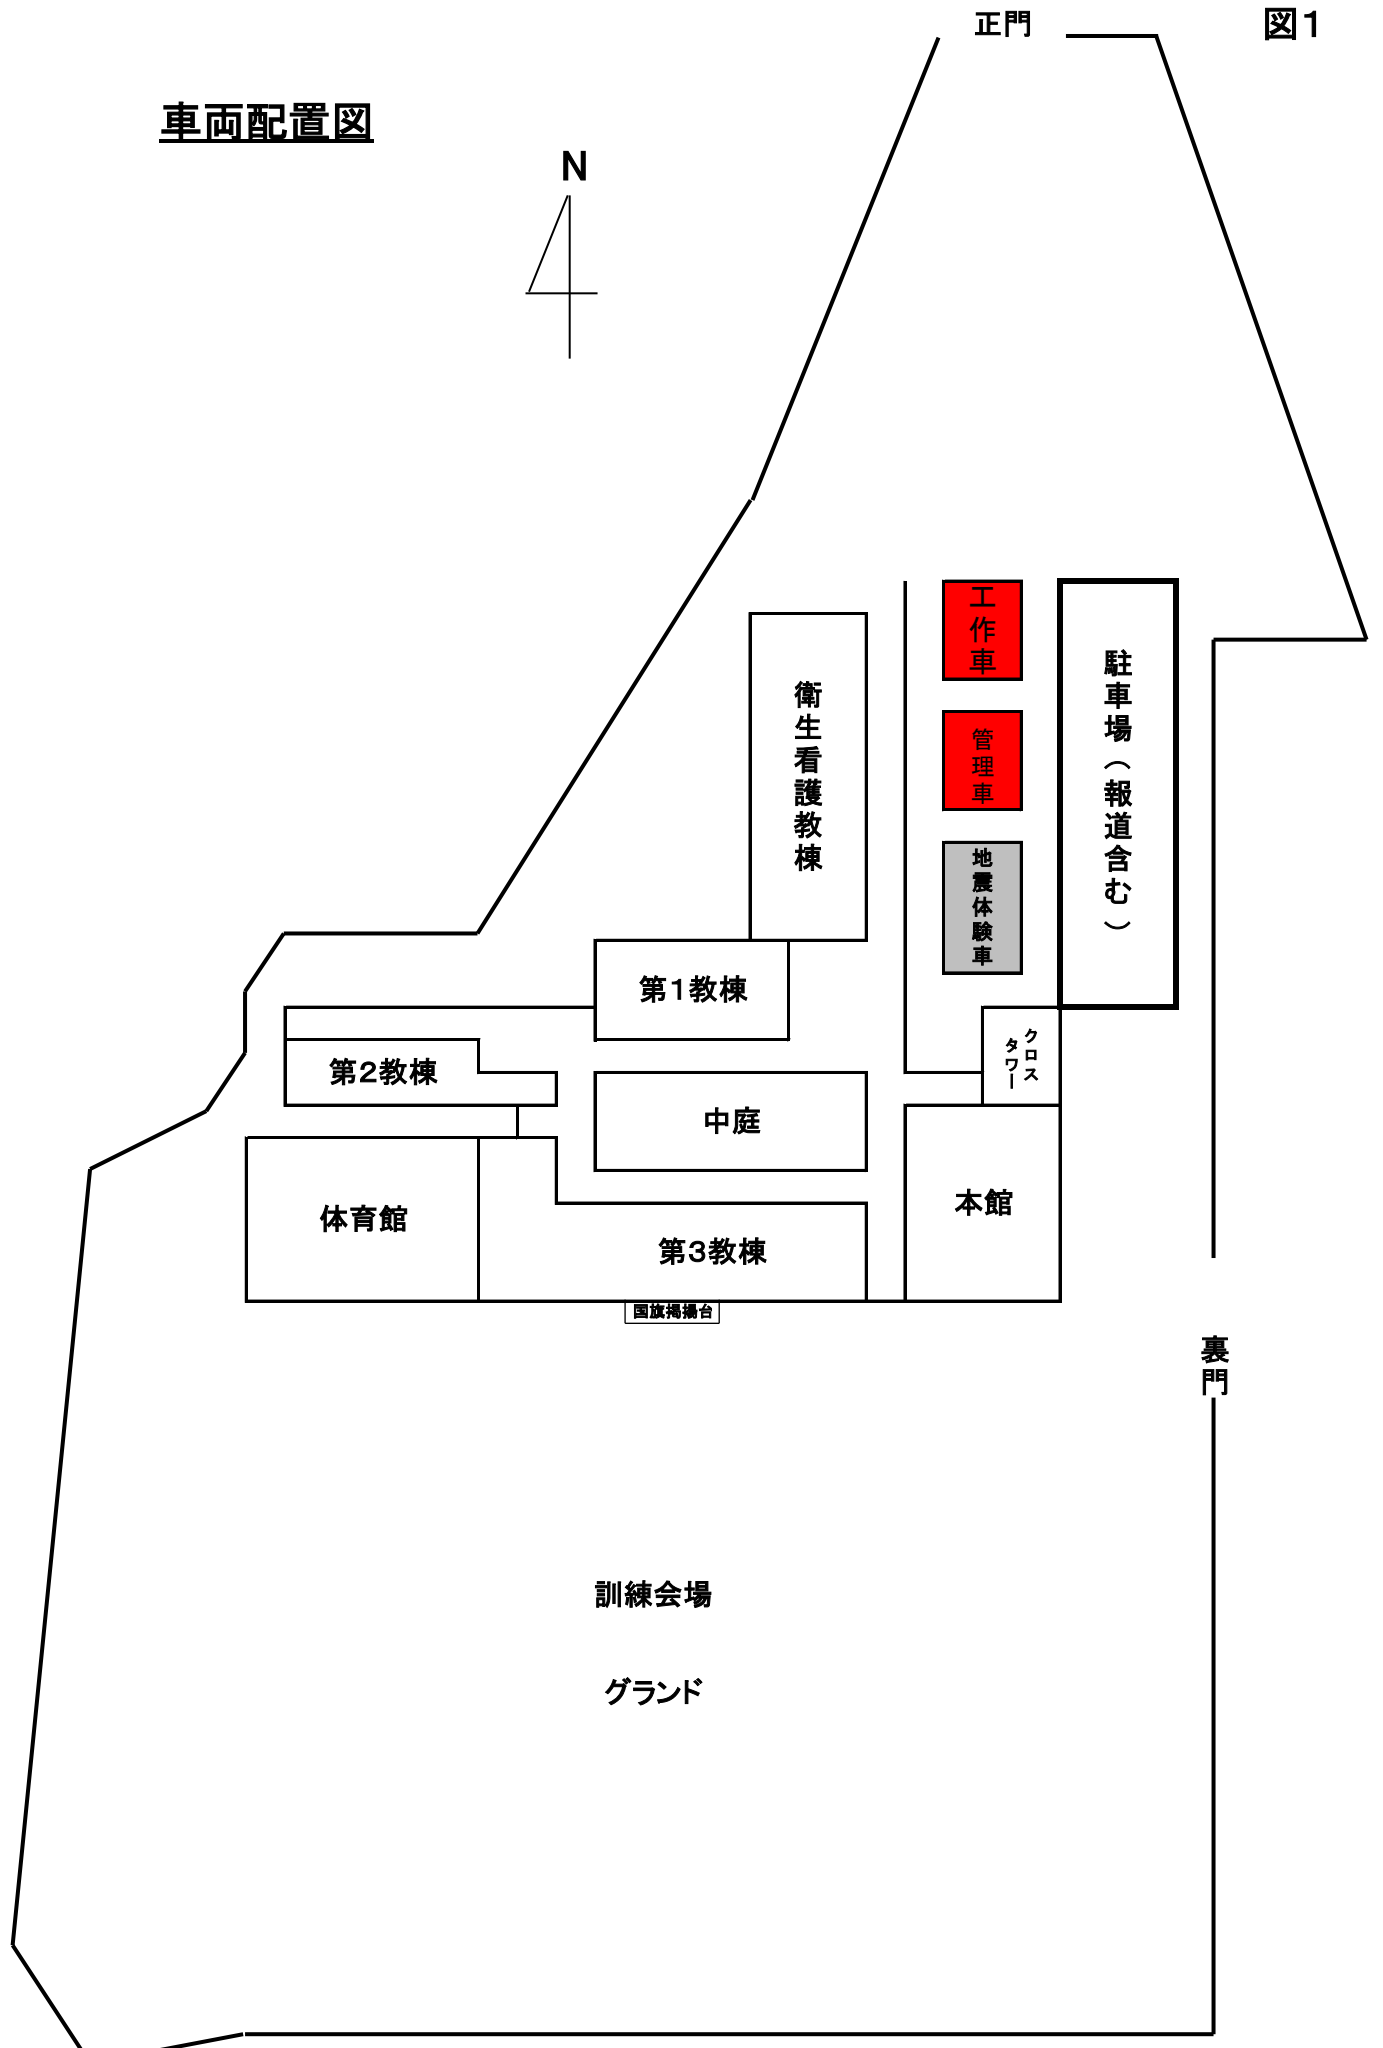 正門
図１
車両配置図
N
工作車
管理車
地震体験車
駐車場（報道含む）
衛生看護教棟
第１教棟
第２教棟
クロス
タワー
中庭
本館
体育館
第３教棟
国旗掲揚台
裏門
訓練会場
グランド